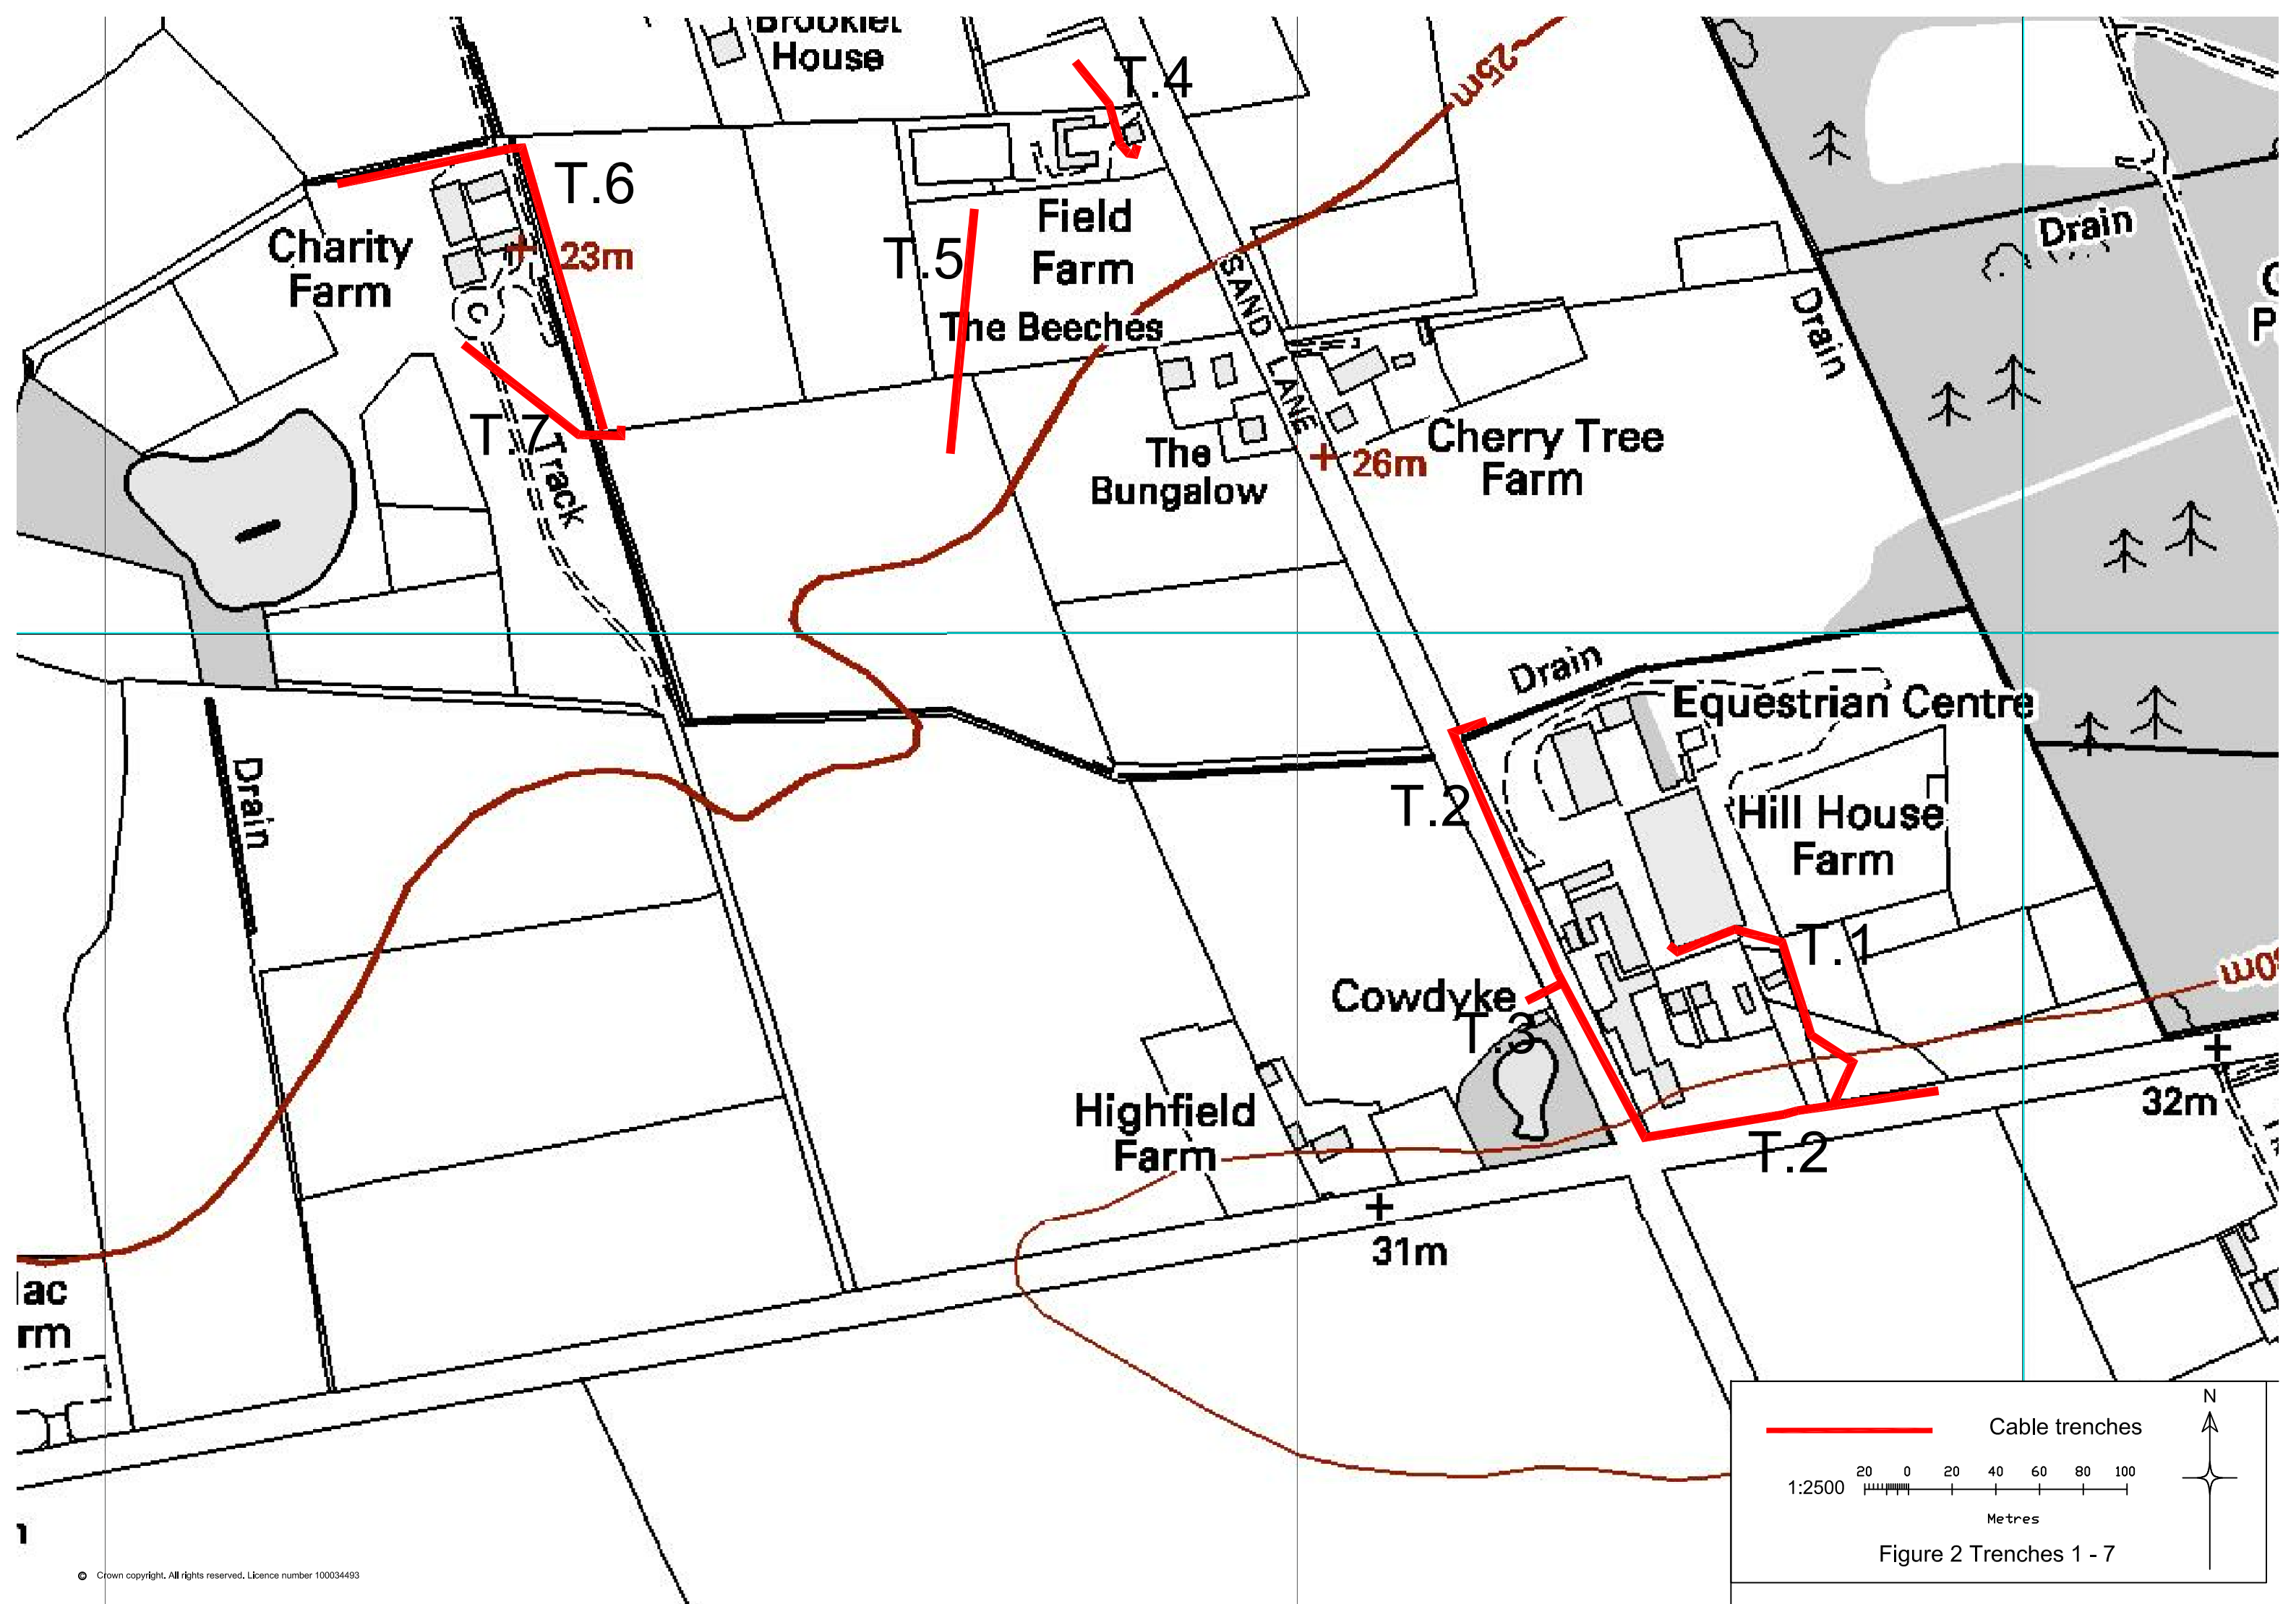 House
T.4
25m
T.6
Charity
Farm
23m
T.5
Field
Farm
The Beeches
SAND LANE
Drain
Drain
T.7
Track
The
Bungalow
26m
Cherry Tree
Farm
Drain
Equestrian Centre
T.2
Hill House
Farm
Drain
T.1
Cowdyke
T.3
Highfield
Farm
T.2
32m
31m
Cable trenches
N
20 0 20 40 60 80 100
1:2500
Metres
Figure 2 Trenches 1 - 7
© Crown copyright. All rights reserved. Licence number 100034493